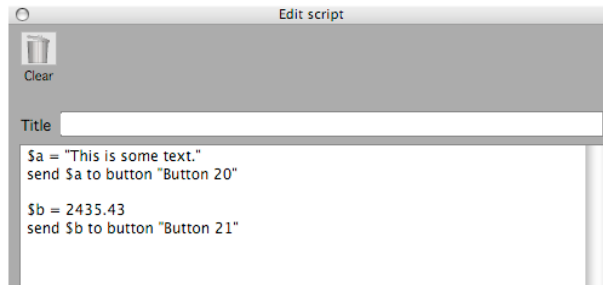 Edit script
Clear
Title
$a = "This is some text."
send $a to button "Button 20"
$b = 2435.43
send $b to button "Button 21"